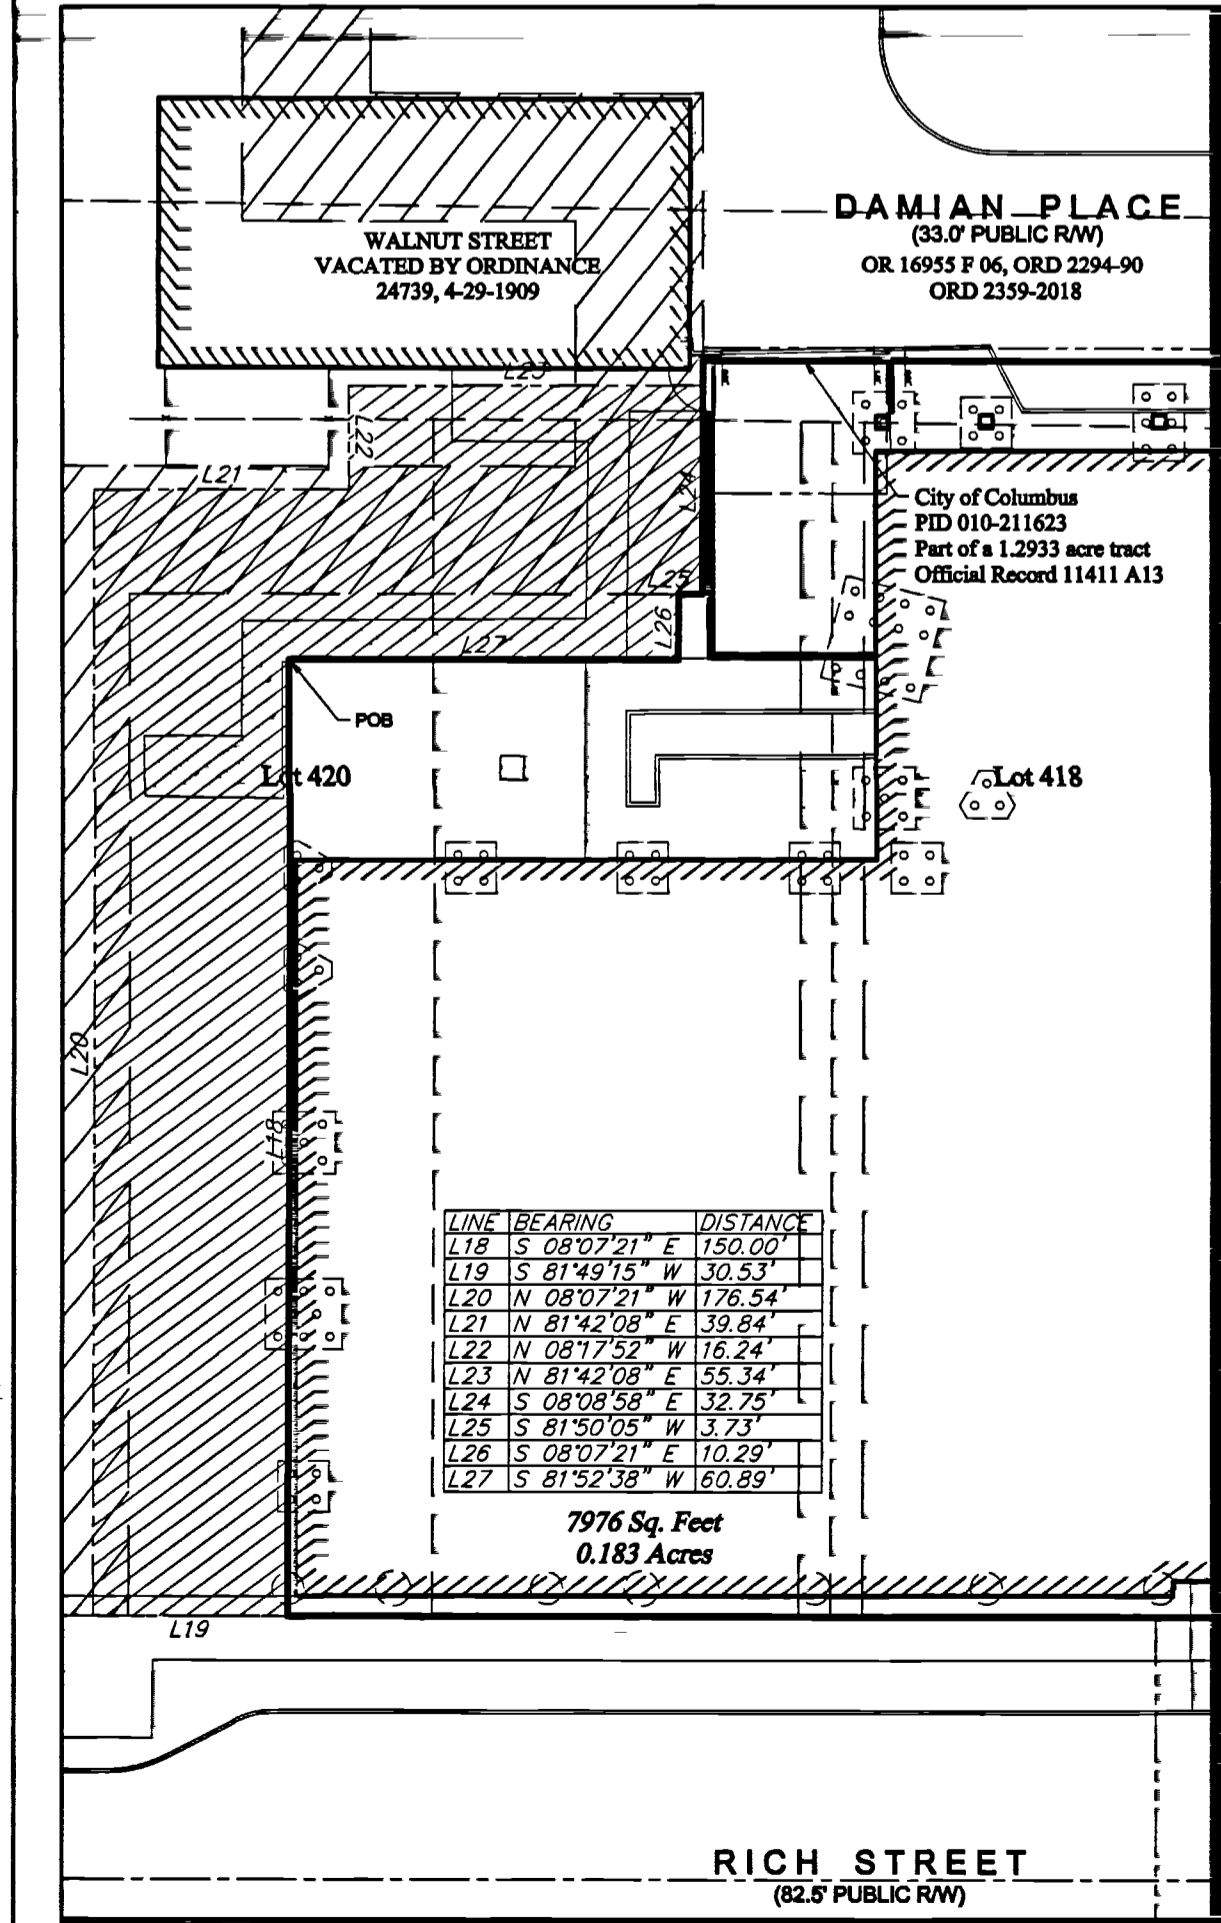 WALNUT STREET
VACATED BY ORDINANCE
24739, 4-29-1909
DAMIAN PLACE
(33.0' PUBLIC R/W)
OR 16955 F 06, ORD 2294-90
ORD 2359-2018
L23
L22
L21
L24
City of Columbus
PID 010-211623
Part of a 1.2933 acre tract
Official Record 11411 A13
L25
L26
L27
POB
Lot 420
Lot 418
L20
L18
LINE BEARING DISTANCE
L18 S 08°07'21" E 150.00'
L19 S 81°49'15" W 30.53'
L20 N 08°07'21" W 176.54'
L21 N 81°42'08" E 39.84'
L22 N 08°17'52" W 16.24'
L23 N 81°42'08" E 55.34'
L24 S 08°08'58" E 32.75'
L25 S 81°50'05" W 3.73'
L26 S 08°07'21" E 10.29'
L27 S 81°52'38" W 60.89'
7976 Sq. Feet
0.183 Acres
L19
RICH STREET
(82.5' PUBLIC R/W)